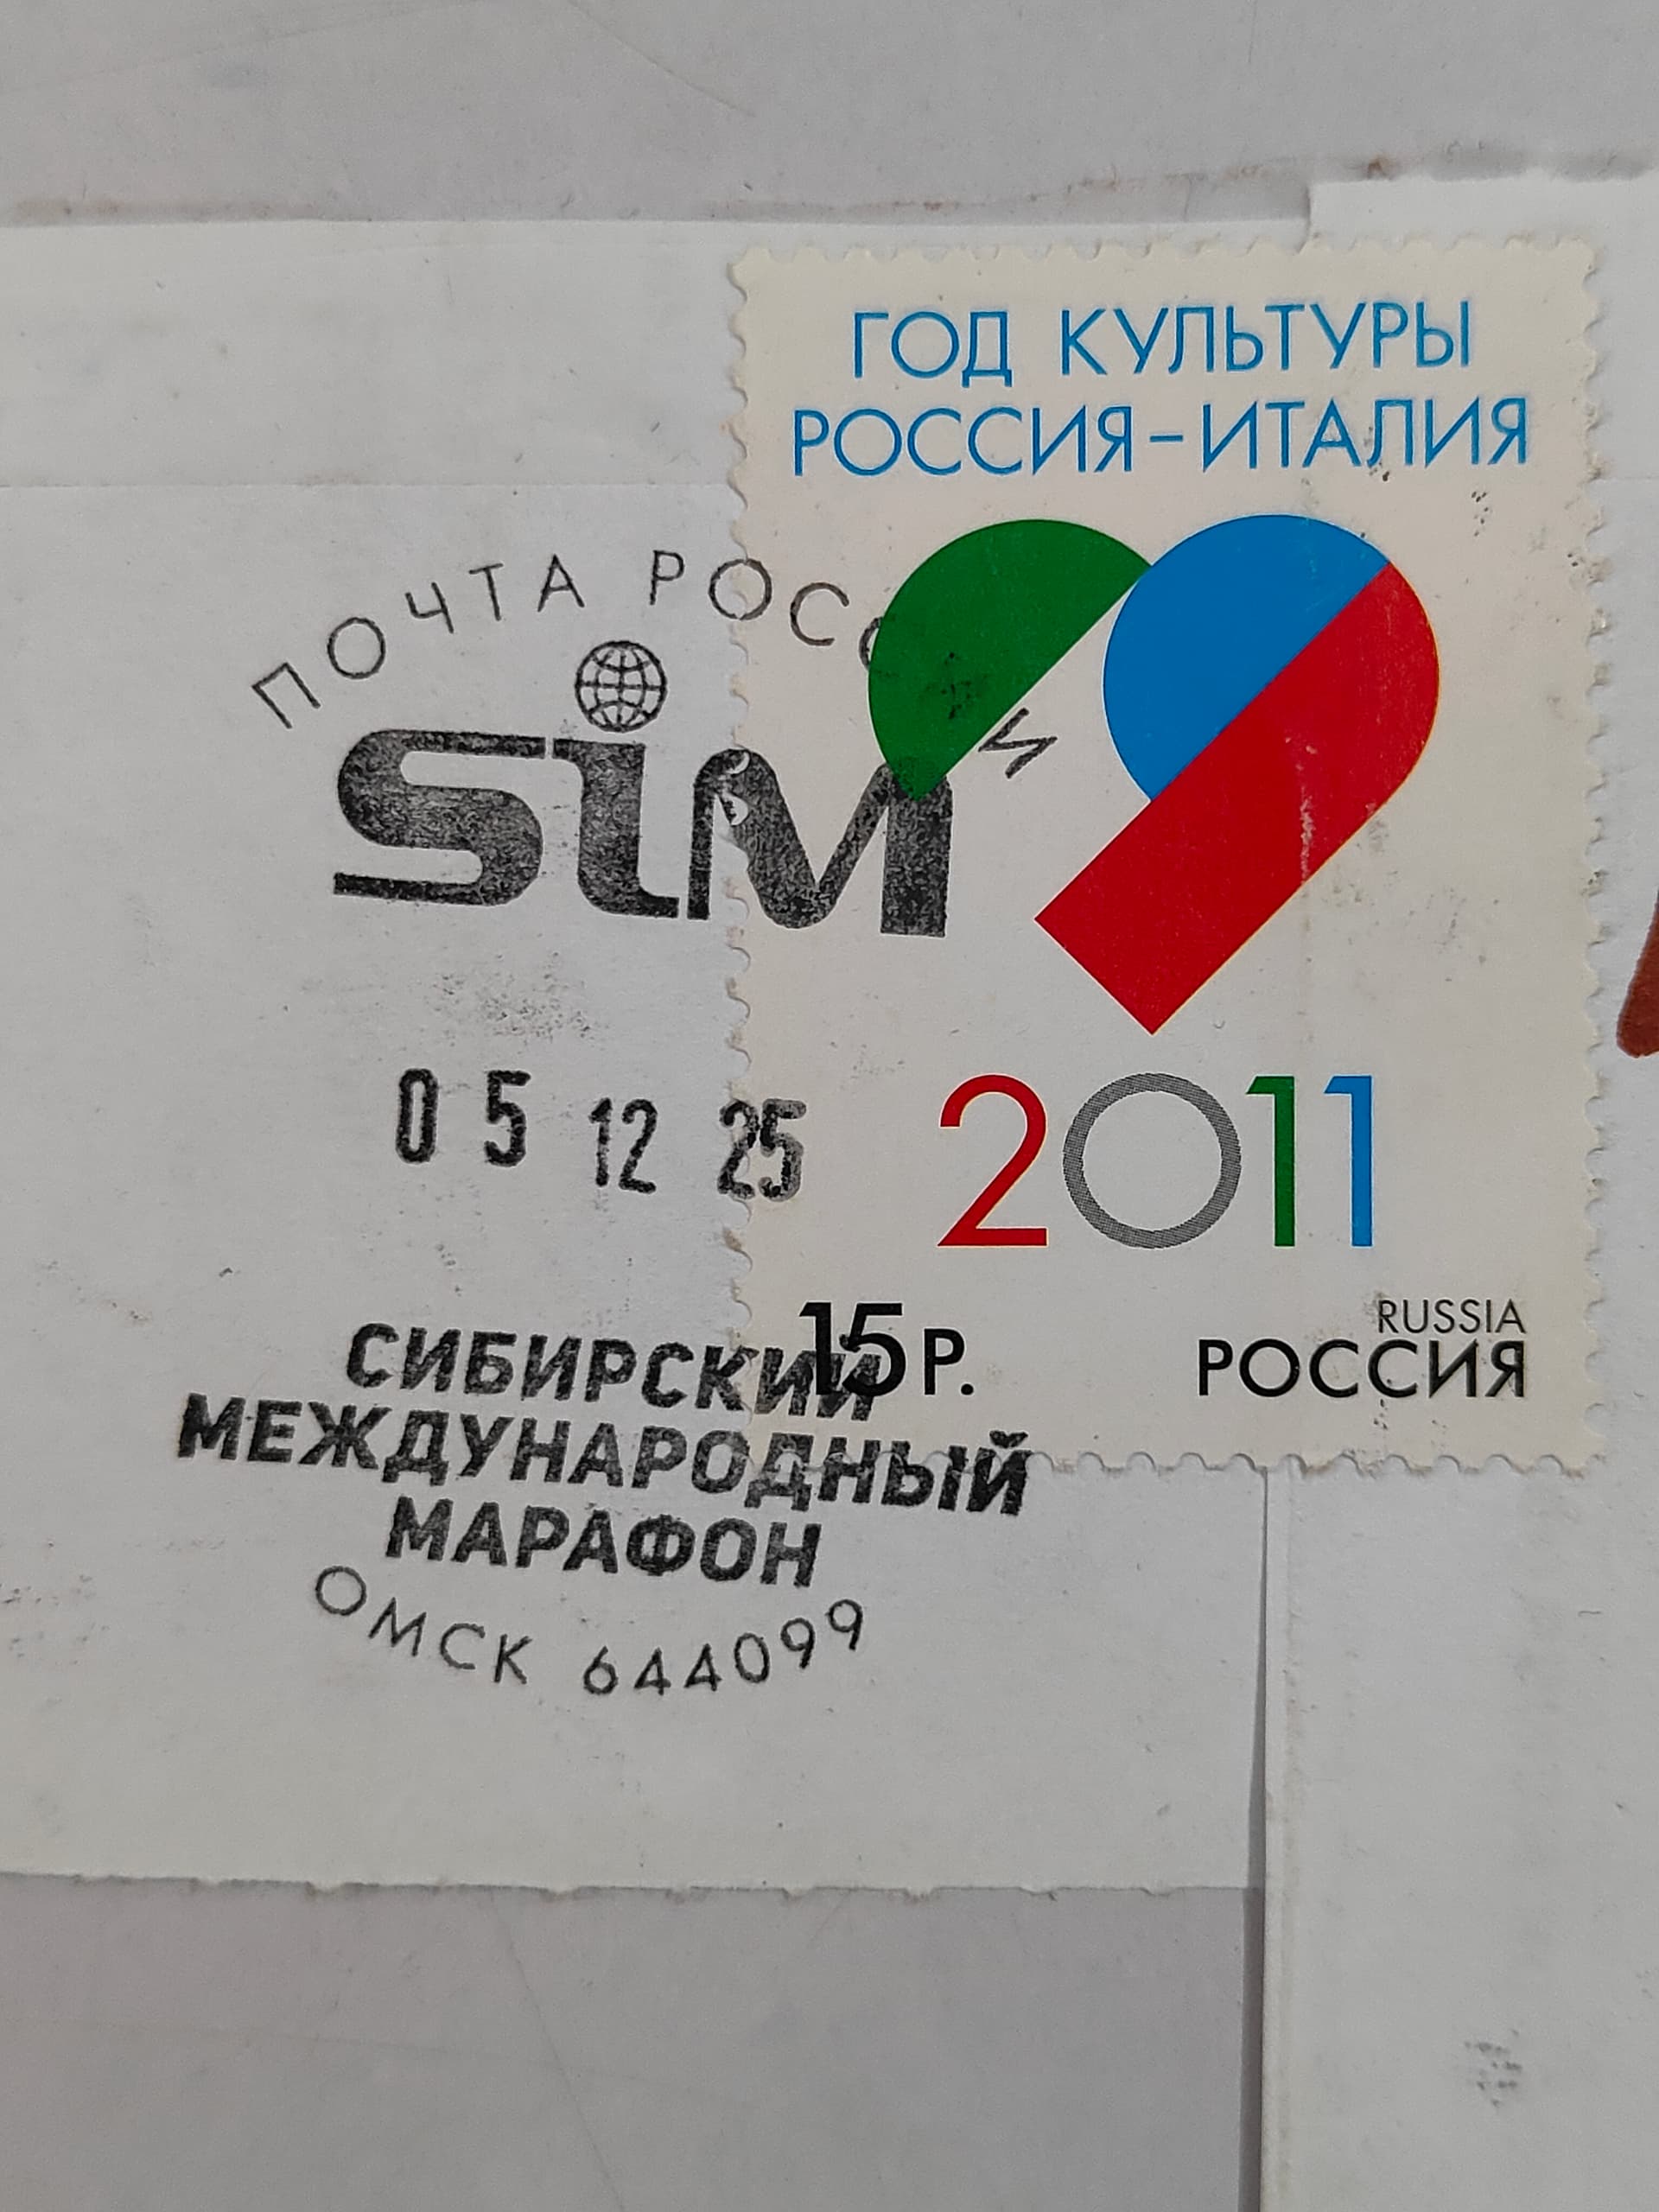 ГОД КУЛЬТУРЫ
РОССИЯ-ИТАЛИЯ
ПОЧТА РОССИИ
SiM
05 12 25
2011
15 Р.
RUSSIA
РОССИЯ
СИБИРСКИЙ
МЕЖДУНАРОДНЫЙ
МАРАФОН
ОМСК 644099